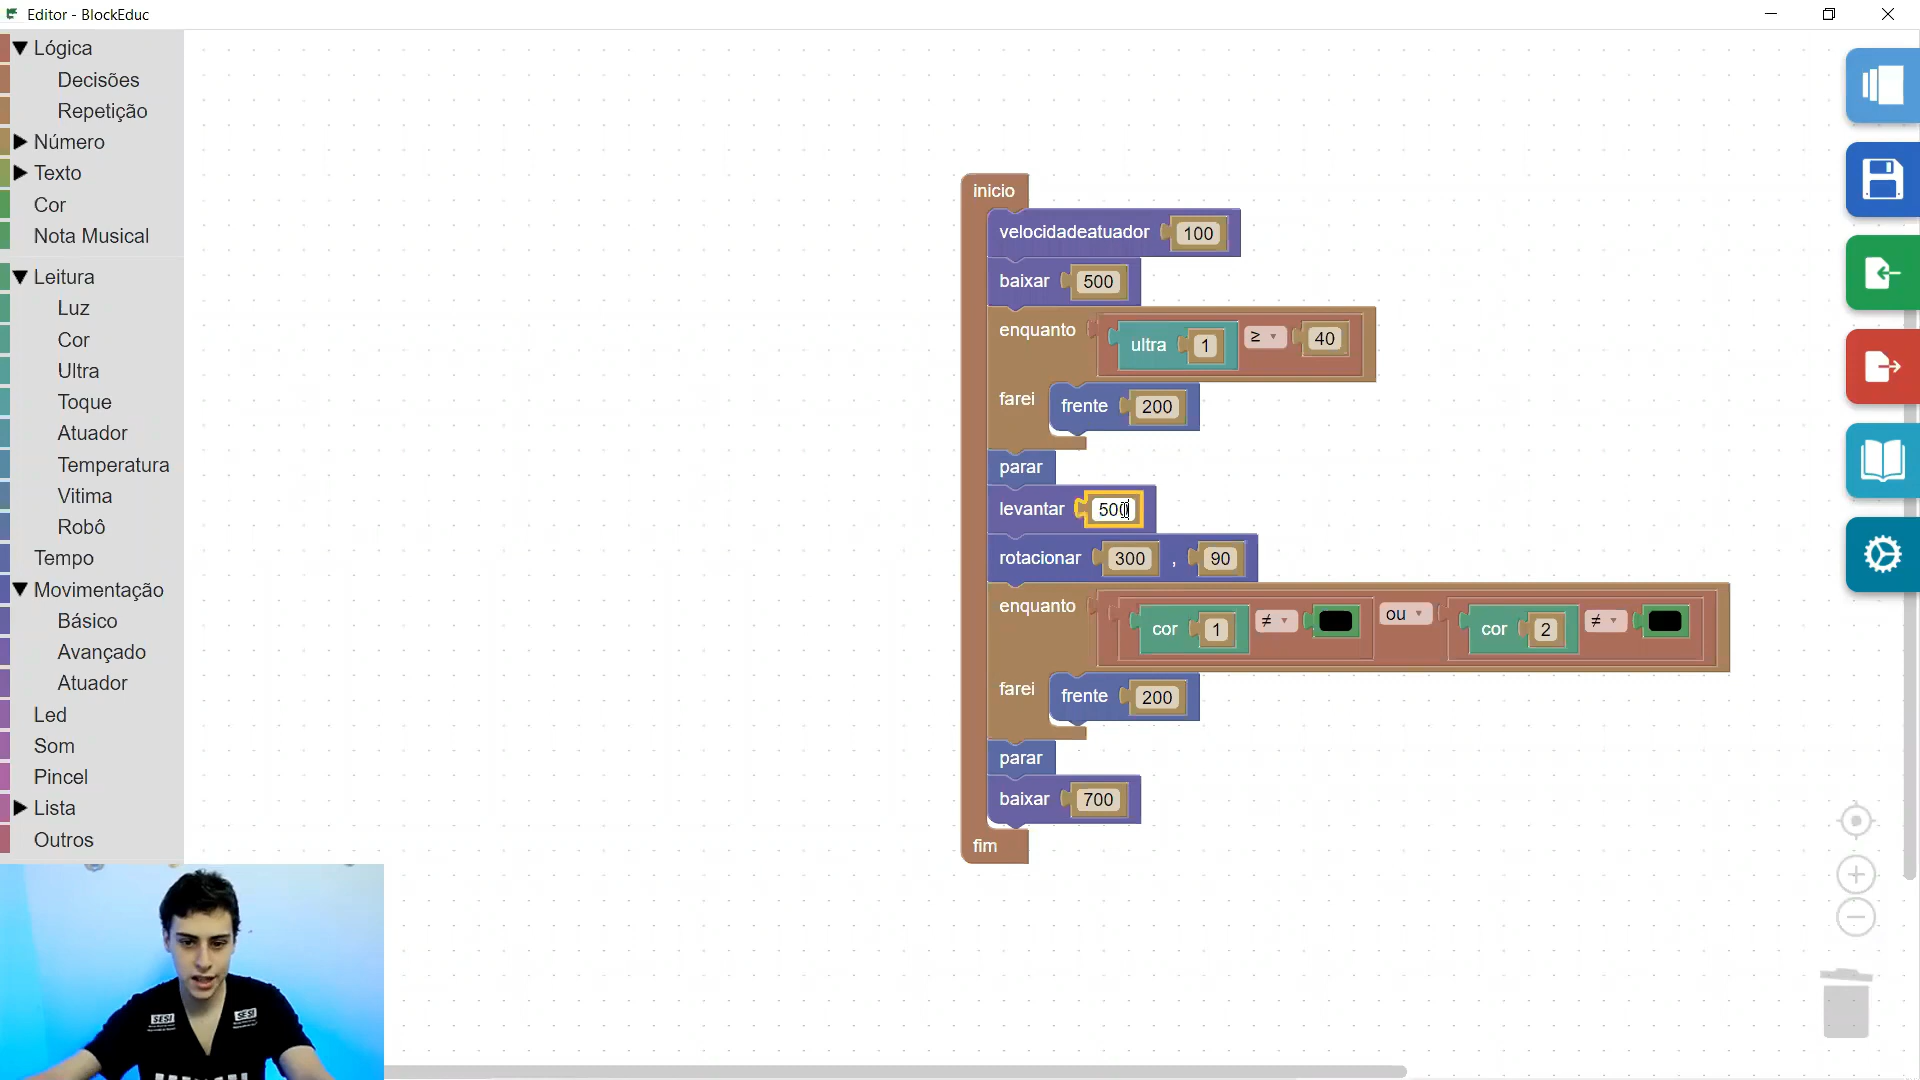 Editor - BlockEduc
Lógica
Decisões
Repetição
Número
Texto
Cor
Nota Musical
Leitura
Luz
Cor
Ultra
Toque
Atuador
Temperatura
Vitima
Robô
Tempo
Movimentação
Básico
Avançado
Atuador
Led
Som
Pincel
Lista
Outros
inicio
velocidadeatuador 100
baixar 500
enquanto ultra 1 ≥ 40
farei frente 200
parar
levantar 500
rotacionar 300 , 90
enquanto cor 1 ≠ ou cor 2 ≠
farei frente 200
parar
baixar 700
fim
SESI SESI